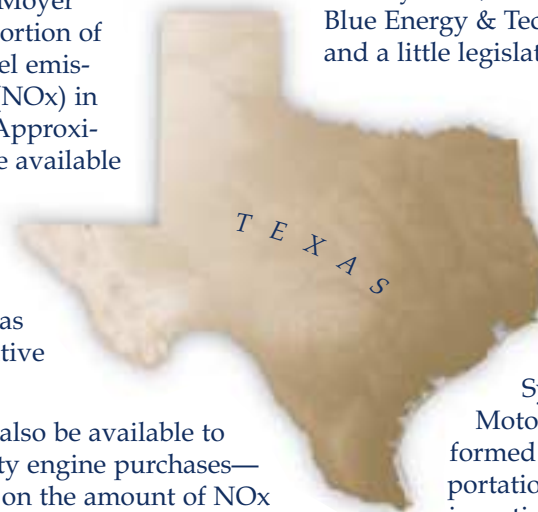 Moyer
ortion of
el emis-
(NOx) in
Approxi-
e available
as
tive
also be available to
ty engine purchases—
on the amount of NOx
Blue Energy & Tec
and a little legislat
T E X A S
Moto
formed
portatio